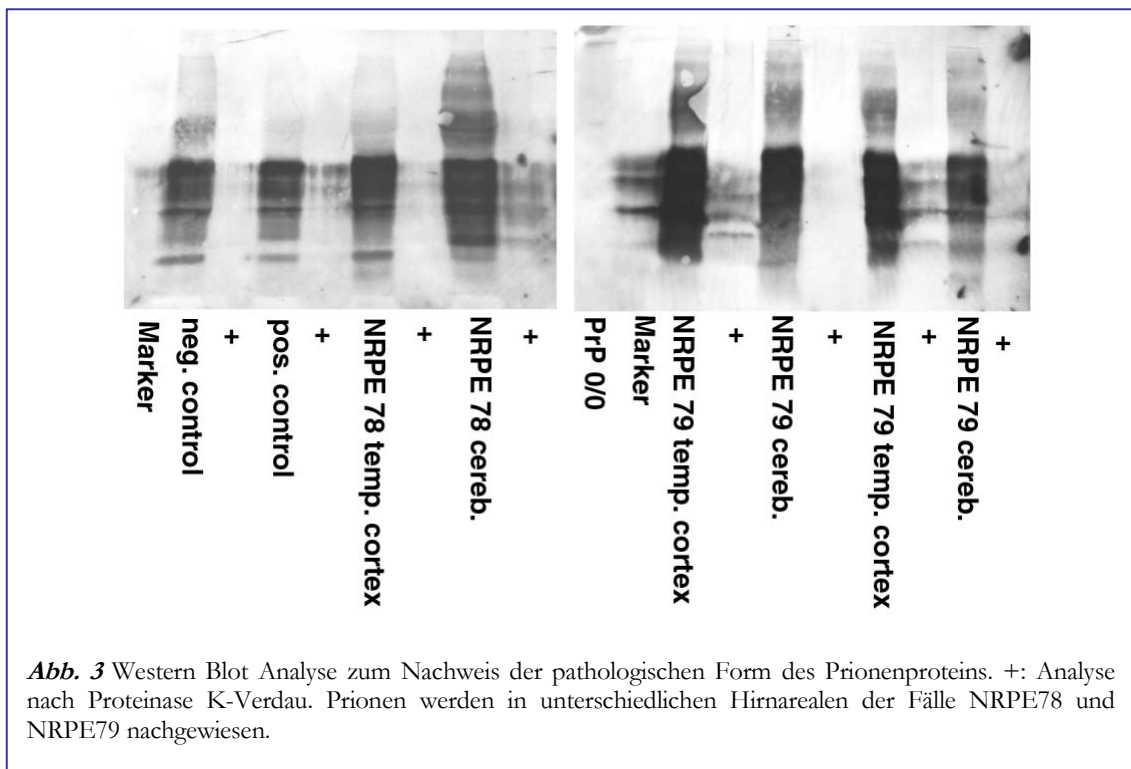 Marker
neg. control
+
pos. control
+
NRPE 78 temp. cortex
+
NRPE 78 cereb.
+
PrP 0/0
Marker
NRPE 79 temp. cortex
+
NRPE 79 cereb.
+
NRPE 79 temp. cortex
+
NRPE 79 cereb.
+
Abb. 3 Western Blot Analyse zum Nachweis der pathologischen Form des Prionenproteins. +: Analyse
nach Proteinase K-Verdau. Prionen werden in unterschiedlichen Hirnarealen der Fälle NRPE78 und
NRPE79 nachgewiesen.